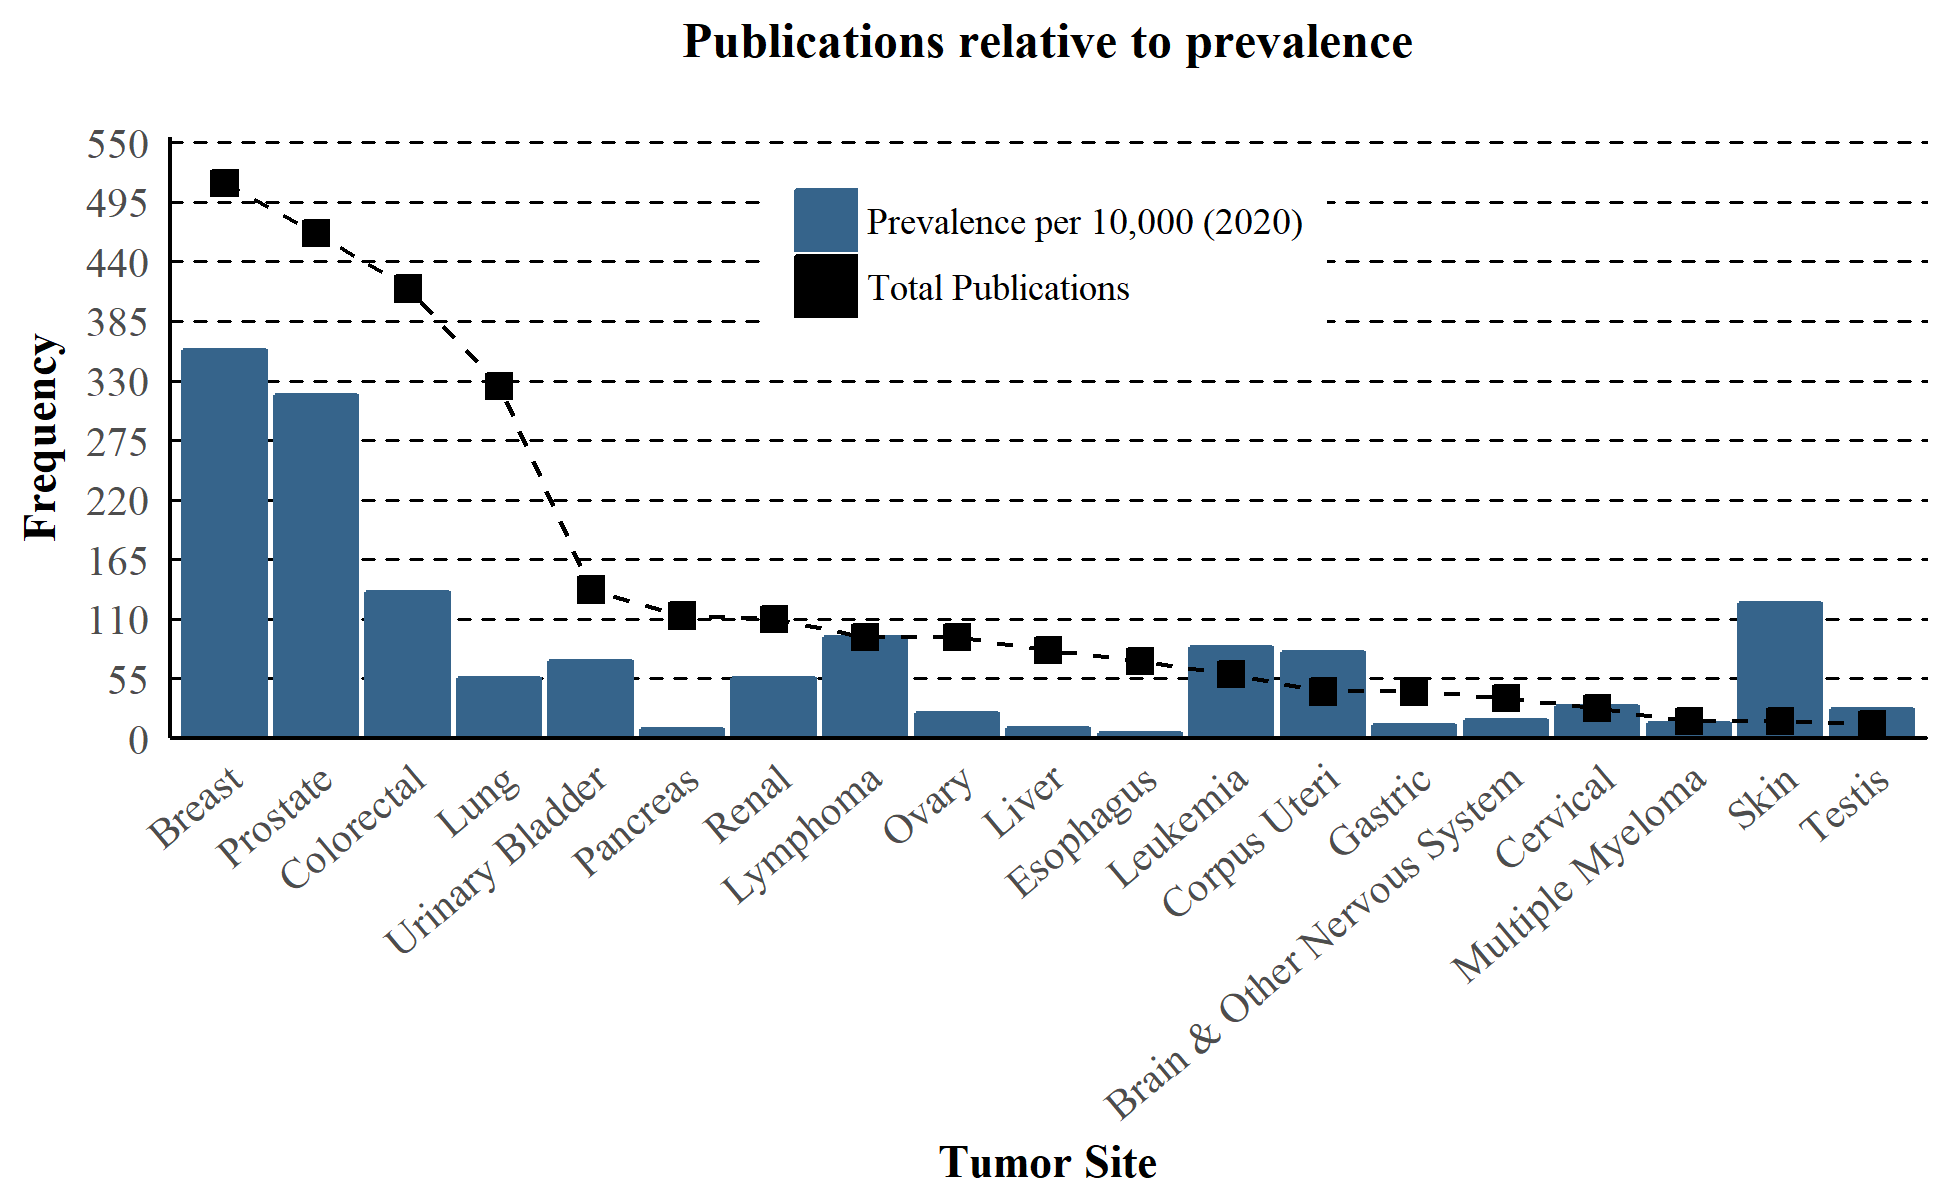 Publications relative to prevalence
550
495
440
385
330
275
220
165
110
55
0
Frequency
Prevalence per 10,000 (2020)
Total Publications
Breast
Prostate
Colorectal
Lung
Urinary Bladder
Pancreas
Renal
Lymphoma
Ovary
Liver
Esophagus
Leukemia
Corpus Uteri
Gastric
Brain & Other Nervous System
Cervical
Multiple Myeloma
Skin
Testis
Tumor Site